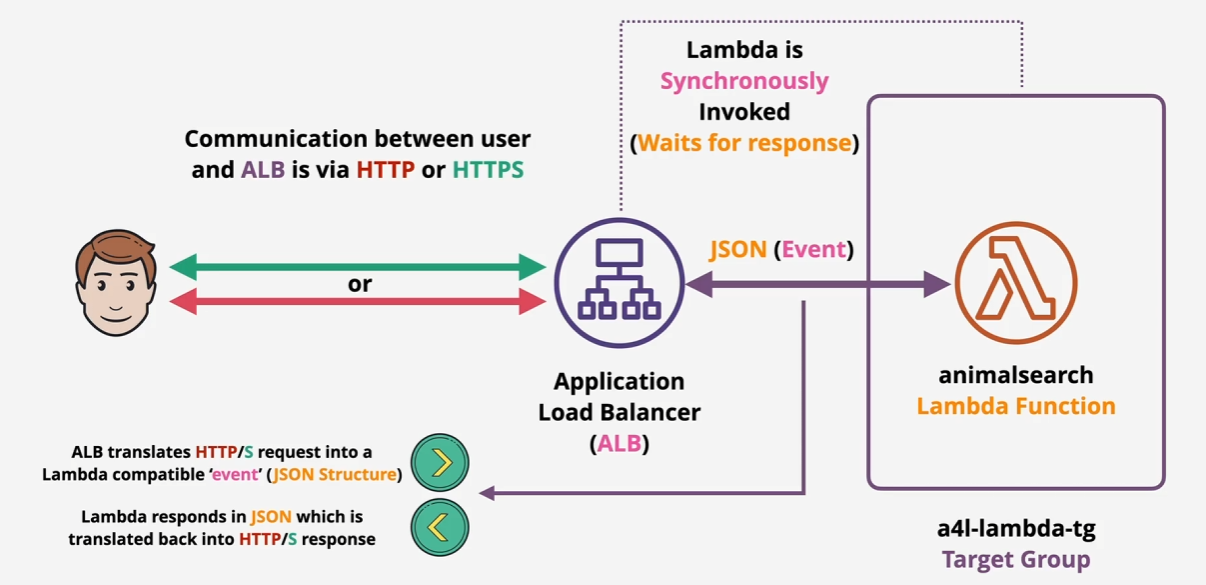 Lambda is
Synchronously
Invoked
(Waits for response)
Communication between user
and ALB is via HTTP or HTTPS
or
JSON (Event)
Application
Load Balancer
(ALB)
animalsearch
Lambda Function
ALB translates HTTP/S request into a
Lambda compatible ‘event’ (JSON Structure)
Lambda responds in JSON which is
translated back into HTTP/S response
a4l-lambda-tg
Target Group